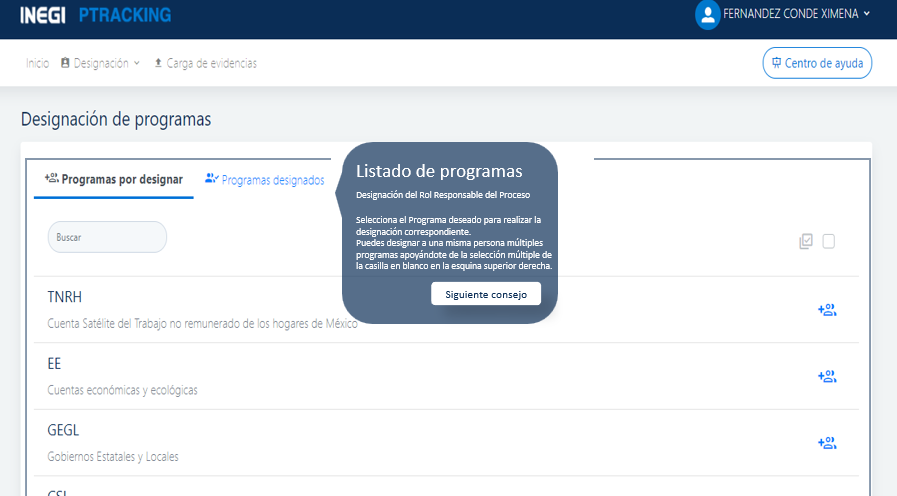 INEGI PTRACKING
FERNANDEZ CONDE XIMENA
Inicio Designación Carga de evidencias
Centro de ayuda
Designación de programas
Programas por designar
Programas designados
Listado de programas
Designación del Rol Responsable del Proceso
Selecciona el Programa deseado para realizar la
designación correspondiente.
Puedes designar a una misma persona múltiples
programas apoyándote de la selección múltiple de
la casilla en blanco en la esquina superior derecha.
Siguiente consejo
Buscar
TNRH
Cuenta Satélite del Trabajo no remunerado de los hogares de México
EE
Cuentas económicas y ecológicas
GEGL
Gobiernos Estatales y Locales